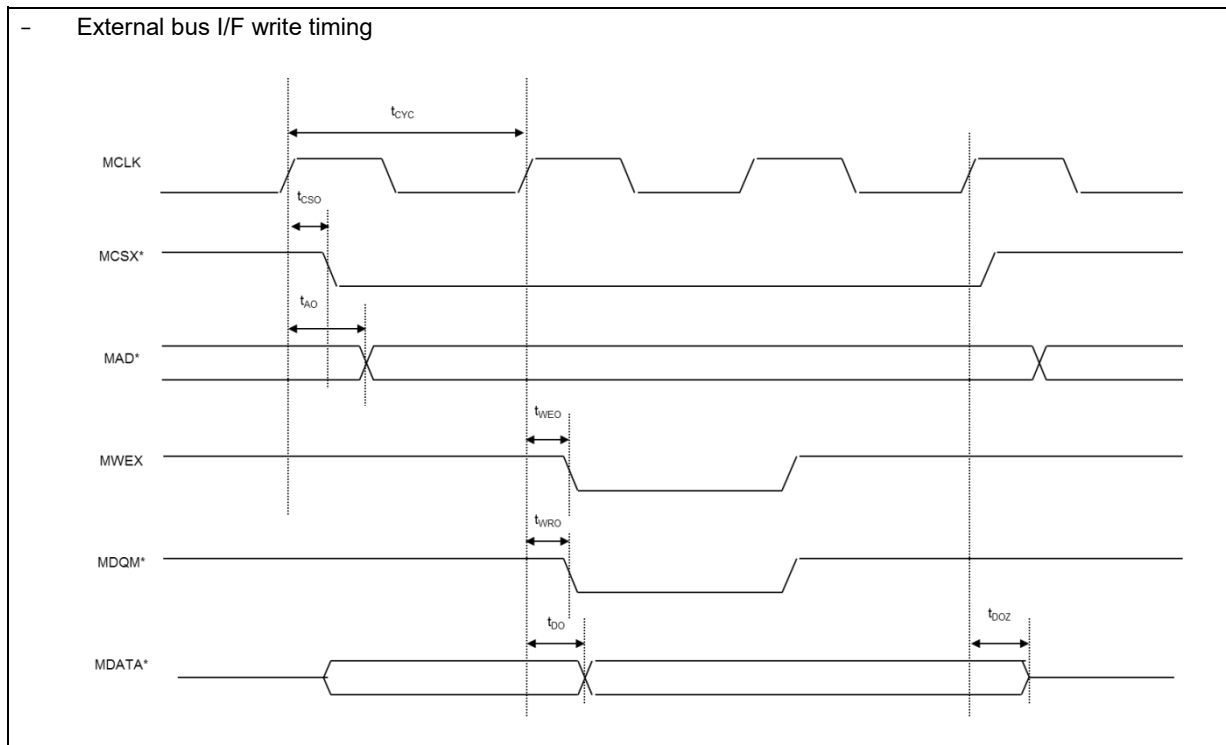 – External bus I/F write timing
tCYC
MCLK
tCSO
MCSX*
tAO
MAD*
tWEO
MWEX
tWRO
MDQM*
tDO
tDOZ
MDATA*